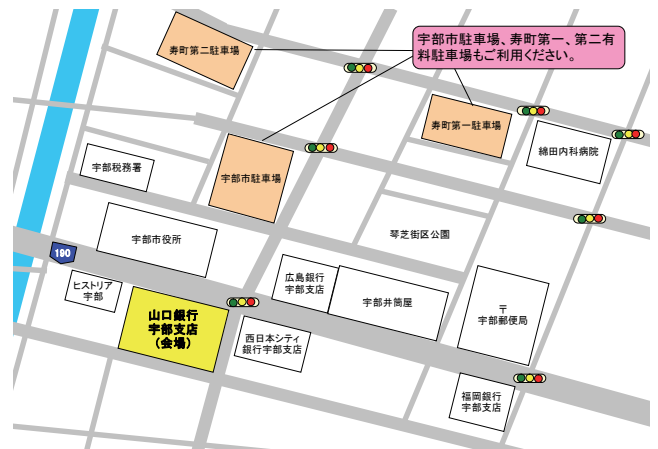 寿町第二駐車場
宇部市駐車場、寿町第一、第二有
料駐車場もご利用ください。
寿町第一駐車場
綿田内科病院
宇部税務署
宇部市駐車場
宇部市役所
琴芝街区公園
190
ヒストリア
宇部
広島銀行
宇部支店
宇部井筒屋
〒
宇部郵便局
山口銀行
宇部支店
(会場)
西日本シティ
銀行宇部支店
福岡銀行
宇部支店